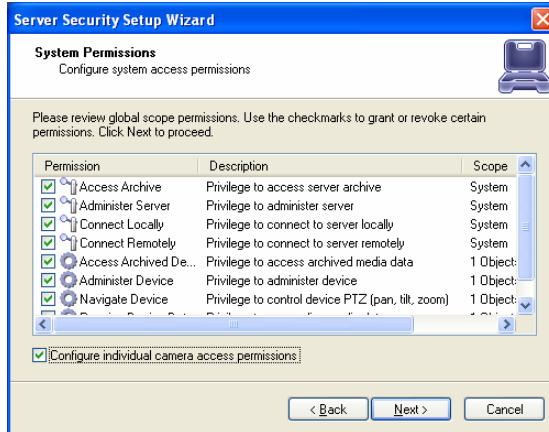 Server Security Setup Wizard
System Permissions
Configure system access permissions
Please review global scope permissions. Use the checkmarks to grant or revoke certain
permissions. Click Next to proceed.
Permission Description Scope
Access Archive Privilege to access server archive System
Administer Server Privilege to administer server System
Connect Locally Privilege to connect to server locally System
Connect Remotely Privilege to connect to server remotely System
Access Archived De... Privilege to access archived media data 1 Object
Administer Device Privilege to administer device 1 Object
Navigate Device Privilege to control device PTZ (pan, tilt, zoom) 1 Object
Configure individual camera access permissions
< Back Next > Cancel